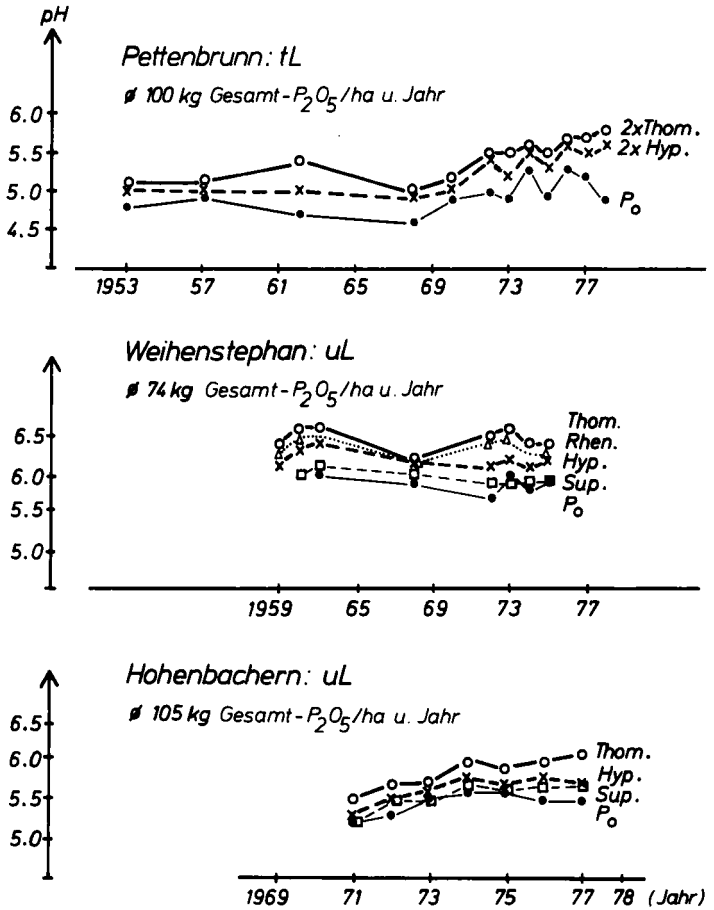 pH
Pettenbrunn: tL
ø 100 kg Gesamt-P2O5/ha u. Jahr
6.0
5.5
5.0
4.5
2xThom.
2x Hyp.
Po
1953 57 61 65 69 73 77
Weihenstephan: uL
ø 74 kg Gesamt-P2O5/ha u. Jahr
6.5
6.0
5.5
5.0
Thom.
Rhen.
Hyp.
Sup.
Po
1959 65 69 73 77
Hohenbachern: uL
ø 105 kg Gesamt-P2O5/ha u. Jahr
6.5
6.0
5.5
5.0
Thom.
Hyp.
Sup.
Po
1969 71 73 75 77 78 (Jahr)